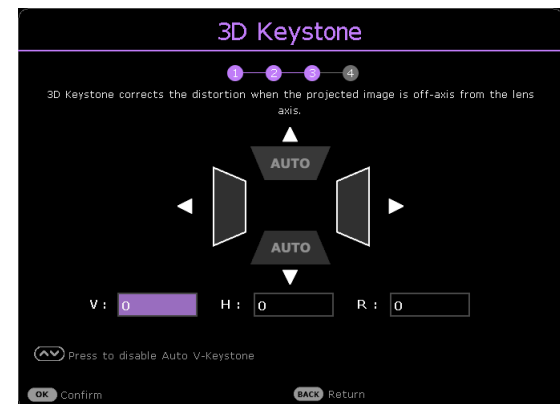 3D Keystone
1 2 3 4
3D Keystone corrects the distortion when the projected image is off-axis from the lens
axis.
AUTO
AUTO
V: 0 H: 0 R: 0
Press to disable Auto V-Keystone
OK Confirm BACK Return